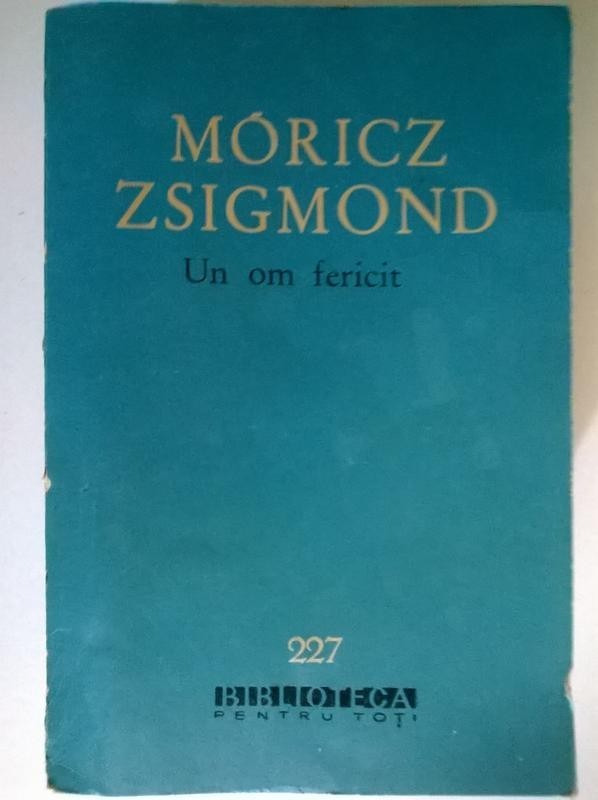 MÓRICZ
ZSIGMOND
Un om fericit
227
BIBLIOTECA
PENTRU TOȚI